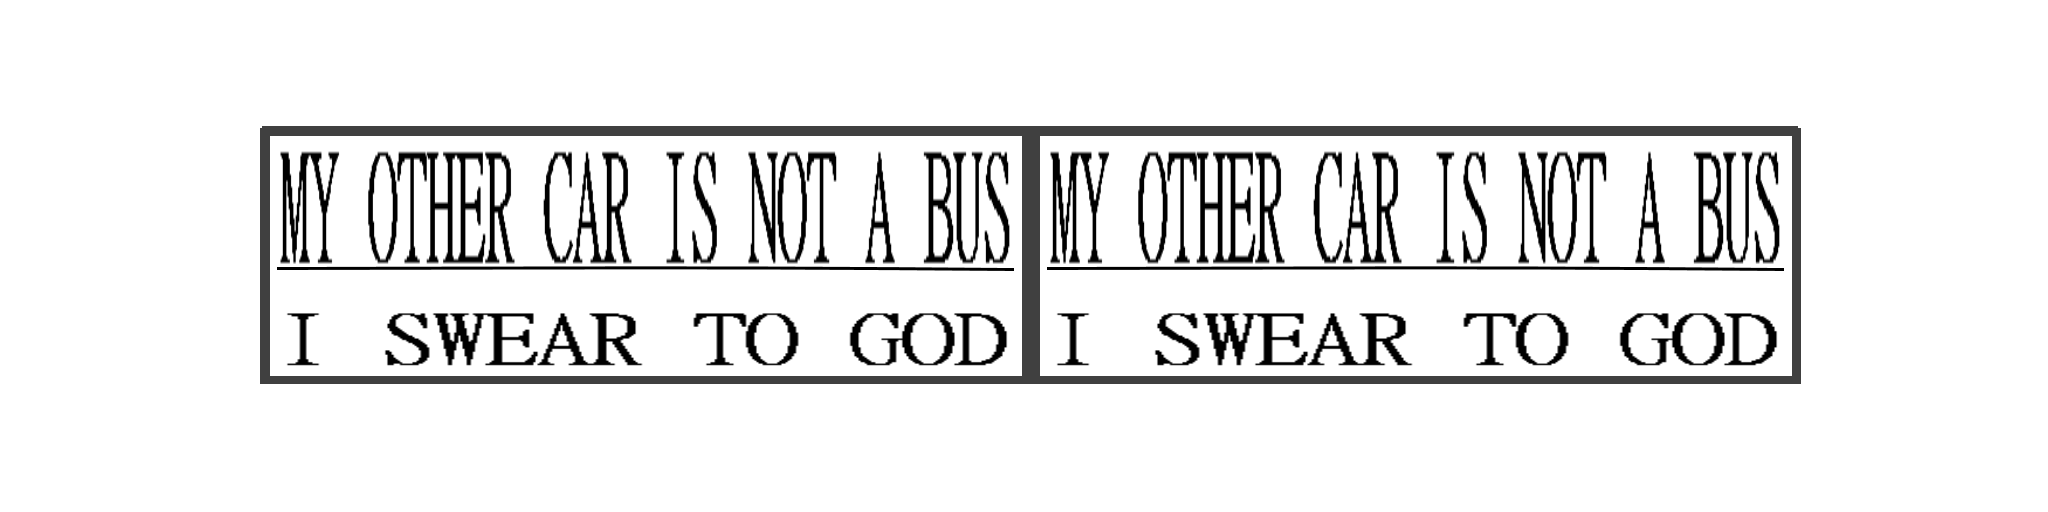 MY OTHER CAR IS NOT A BUS
I SWEAR TO GOD
MY OTHER CAR IS NOT A BUS
I SWEAR TO GOD